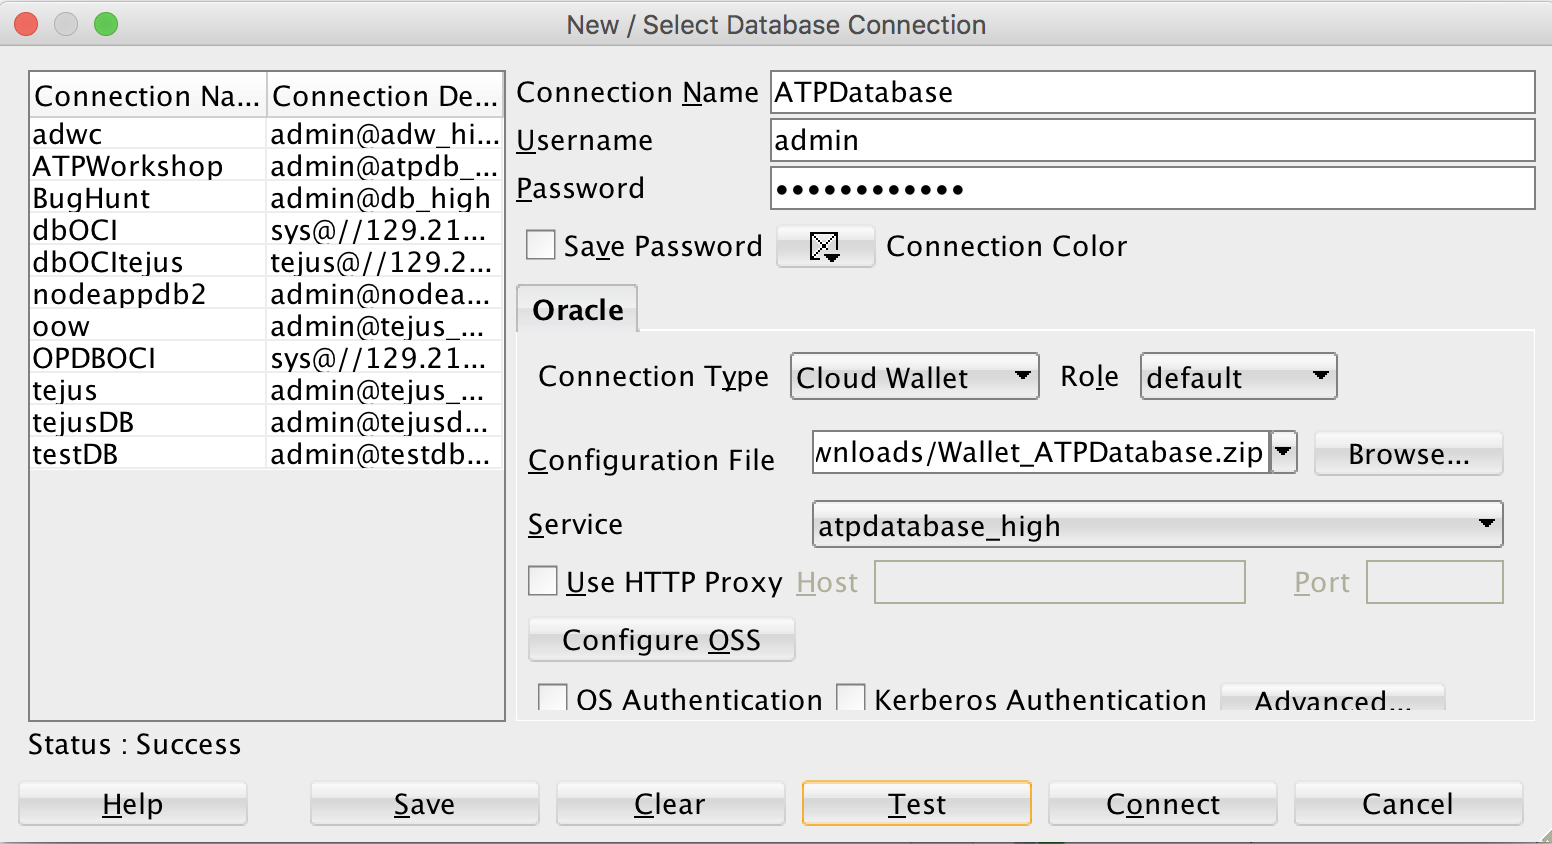 New / Select Database Connection
Connection Na... Connection De...
adwc admin@adw_hi...
ATPWorkshop admin@atpdb_...
BugHunt admin@db_high
dbOCI sys@//129.21...
dbOCItejus tejus@//129.2...
nodeappdb2 admin@nodea...
oow admin@tejus_...
OPDBOCI sys@//129.21...
tejus admin@tejus_...
tejusDB admin@tejusd...
testDB admin@testdb...
Connection Name ATPDatabase
Username admin
Password ••••••••••••
Save Password Connection Color
Oracle
Connection Type Cloud Wallet Role default
Configuration File wnloads/Wallet_ATPDatabase.zip Browse...
Service atpdatabase_high
Use HTTP Proxy Host Port
Configure OSS
OS Authentication Kerberos Authentication Advanced...
Status : Success
Help Save Clear Test Connect Cancel